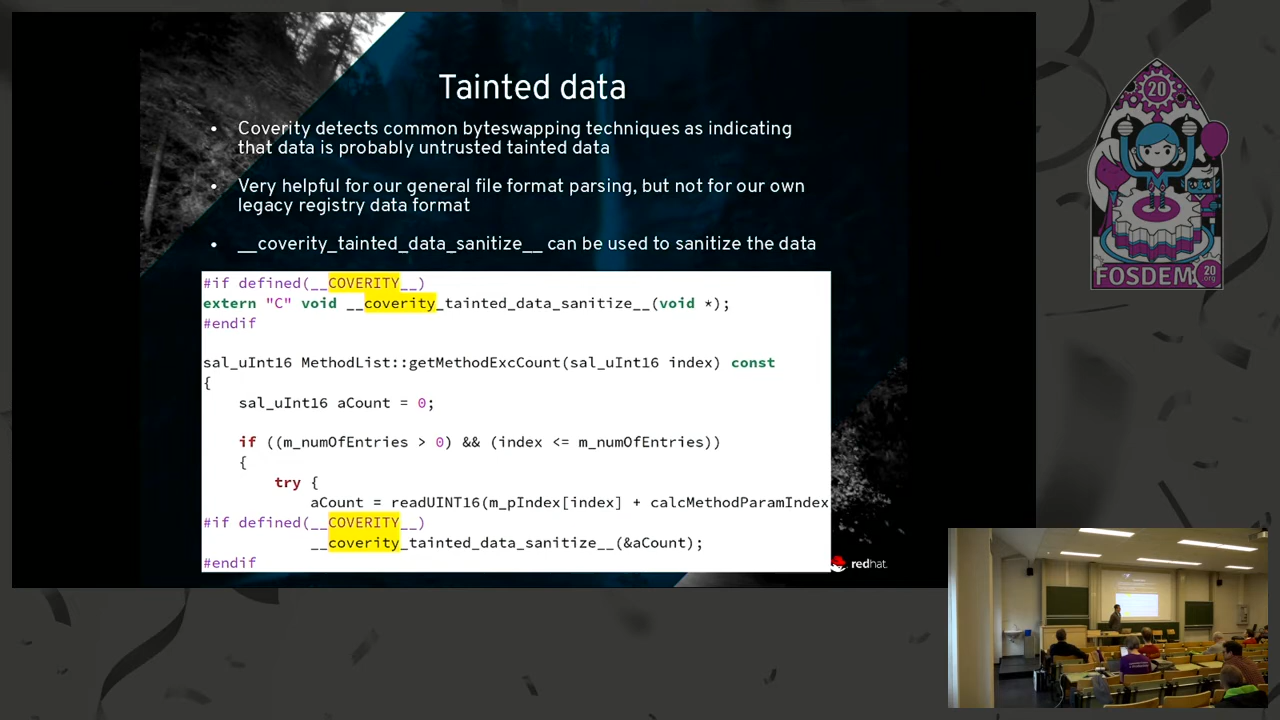 Tainted data
• Coverity detects common byteswapping techniques as indicating
that data is probably untrusted tainted data
• Very helpful for our general file format parsing, but not for our own
legacy registry data format
• __coverity_tainted_data_sanitize__ can be used to sanitize the data
#if defined(__COVERITY__)
extern "C" void __coverity_tainted_data_sanitize__(void *);
#endif
sal_uInt16 MethodList::getMethodExcCount(sal_uInt16 index) const
{
sal_uInt16 aCount = 0;
if ((m_numOfEntries > 0) && (index <= m_numOfEntries))
{
try {
aCount = readUINT16(m_pIndex[index] + calcMethodParamIndex
#if defined(__COVERITY__)
__coverity_tainted_data_sanitize__(&aCount);
#endif
redhat
20
FOSDEM
20
.org